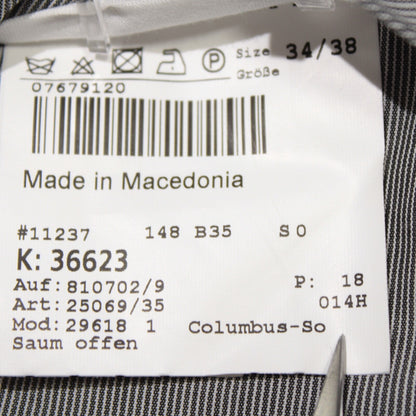 Size 34/38
Größe
P
07679120
Made in Macedonia
#11237 148 B35 S0
K: 36623
Auf:810702/9 P: 18
Art:25069/35 014H
Mod:29618 1 Columbus-So
Saum offen